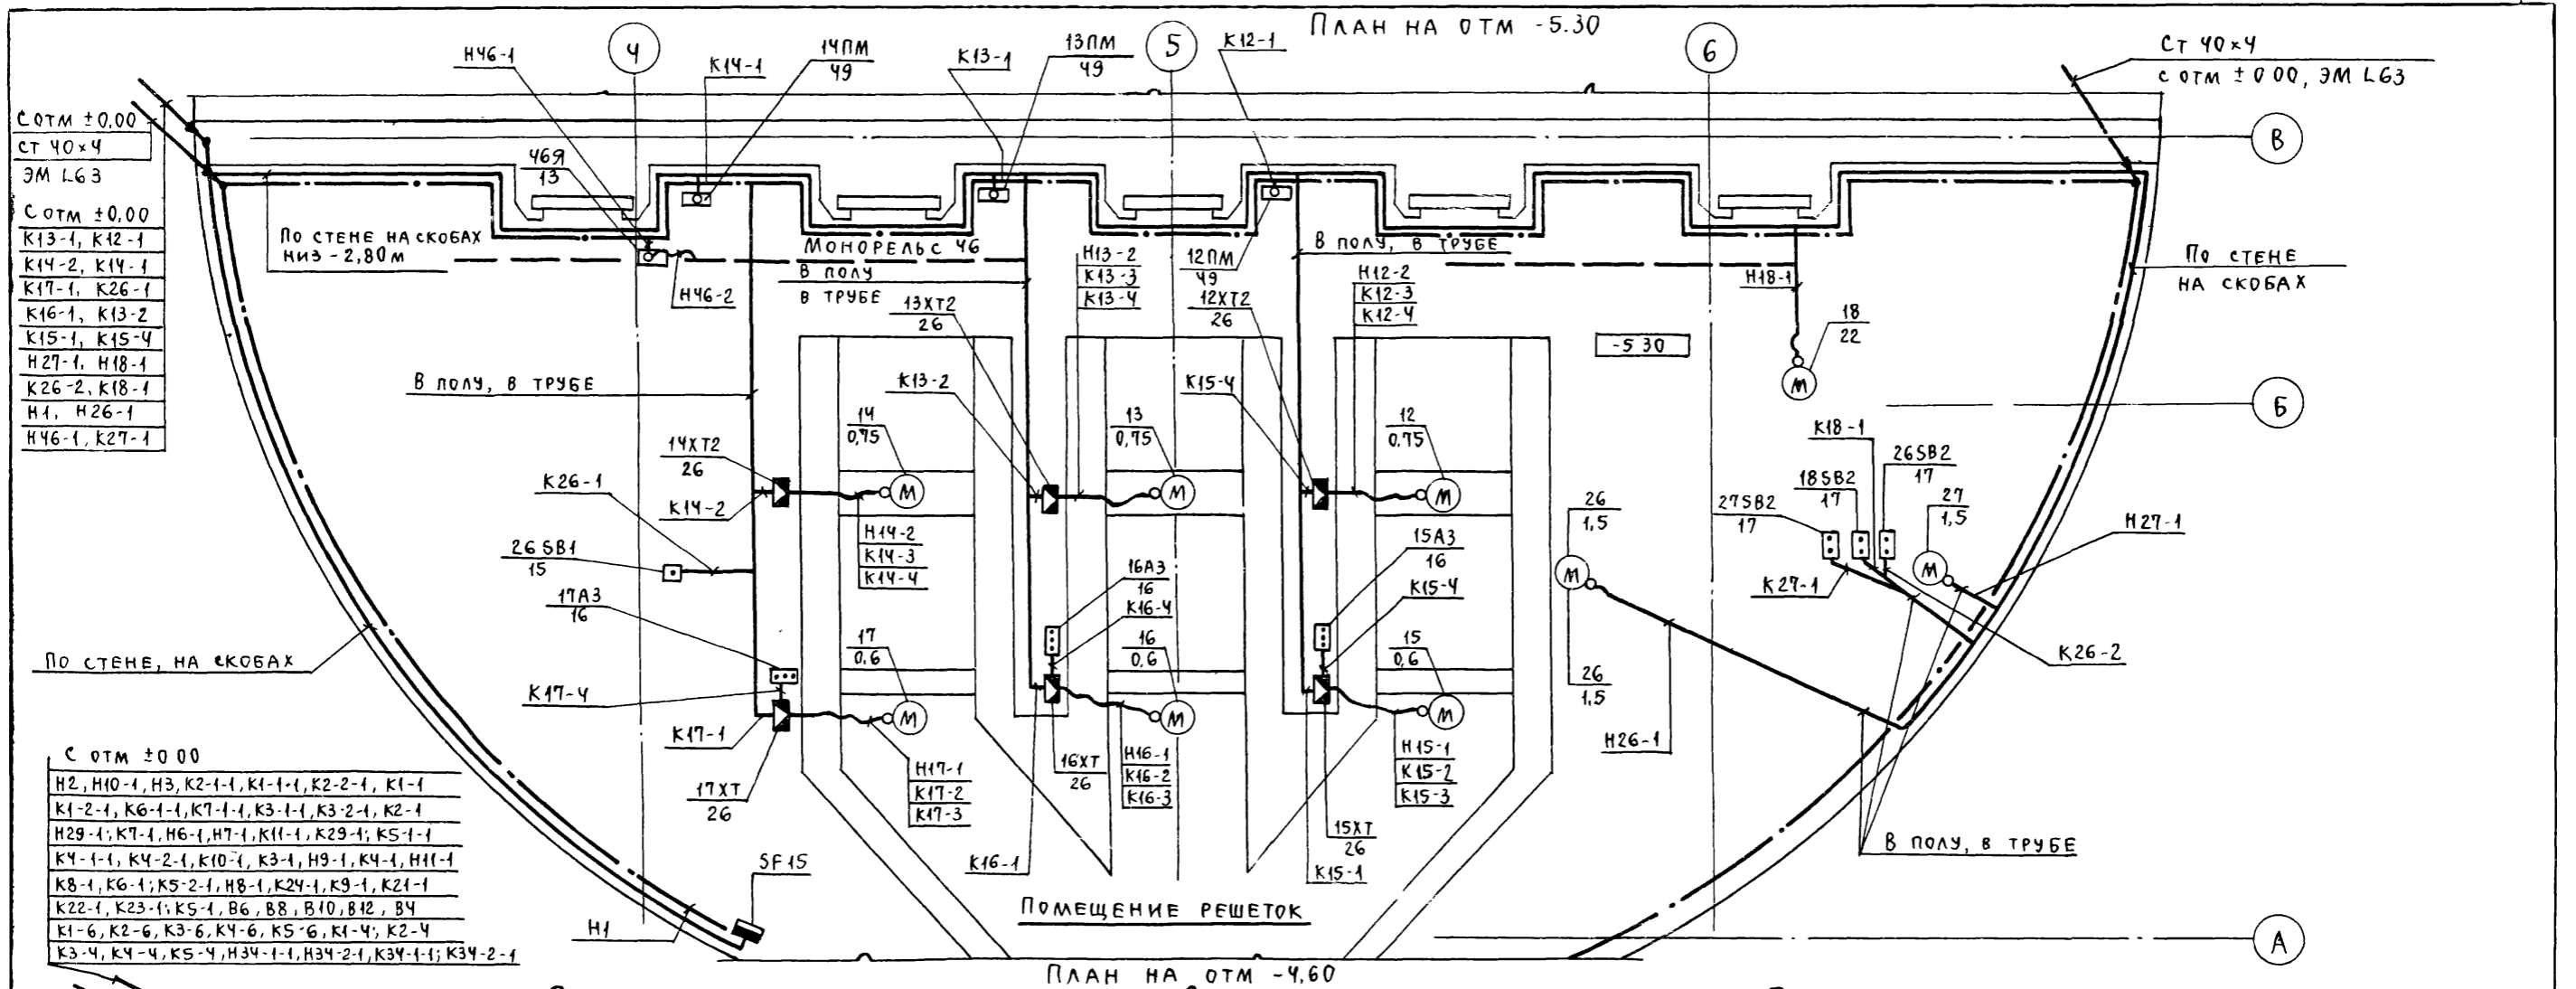 ПЛАН НА ОТМ -5.30
4
5
6
В
Б
А
Н46-1
К14-1
14ПМ
49
К13-1
13ПМ
49
К12-1
Ст 40×4
с отм ±0 00, ЭМ L63
С отм ±0,00
ст 40×4
ЭМ L63
46Я
13
С отм ±0,00
К13-1, К12-1
К14-2, К14-1
К17-1, К26-1
К16-1, К13-2
К15-1, К15-4
Н27-1, Н18-1
К26-2, К18-1
Н1, Н26-1
Н46-1, К27-1
По стене на скобах
низ -2,80м
Монорельс 46
Н46-2
В полу
в трубе
Н13-2
К13-3
К13-4
12ПМ
49
В полу, в трубе
Н12-2
К12-3
К12-4
Н18-1
По стене
на скобах
13ХТ2
26
12ХТ2
26
18
22
М
-5 30
В полу, в трубе
К13-2
К15-4
14
0,75
М
13
0,75
М
12
0,75
М
14ХТ2
26
К26-1
К14-2
Н14-2
К14-3
К14-4
26SB1
15
К18-1
26SB2
17
18SB2
17
27SB2
17
27
1,5
М
Н27-1
26
1,5
М
К27-1
К26-2
17А3
16
16А3
16
К16-4
15А3
16
К15-4
17
0,6
М
16
0,6
М
15
0,6
М
26
1,5
По стене, на скобах
К17-4
К17-1
17ХТ
26
Н17-1
К17-2
К17-3
16ХТ
26
Н16-1
К16-2
К16-3
Н15-1
К15-2
К15-3
15ХТ
26
Н26-1
В полу, в трубе
К16-1
К15-1
SF15
Н1
Помещение решеток
С отм ±0 00
Н2, Н10-1, Н3, К2-1-1, К1-1-1, К2-2-1, К1-1
К1-2-1, К6-1-1, К7-1-1, К3-1-1, К3-2-1, К2-1
Н29-1; К7-1, Н6-1, Н7-1, К11-1, К29-1; К5-1-1
К4-1-1, К4-2-1, К10-1, К3-1, Н9-1, К4-1, Н11-1
К8-1, К6-1; К5-2-1, Н8-1, К24-1, К9-1, К21-1
К22-1, К23-1; К5-1, В6, В8, В10, В12, В4
К1-6, К2-6, К3-6, К4-6, К5-6, К1-4; К2-4
К3-4, К4-4, К5-4, Н34-1-1, Н34-2-1, К34-1-1; К34-2-1
План на отм -4,60